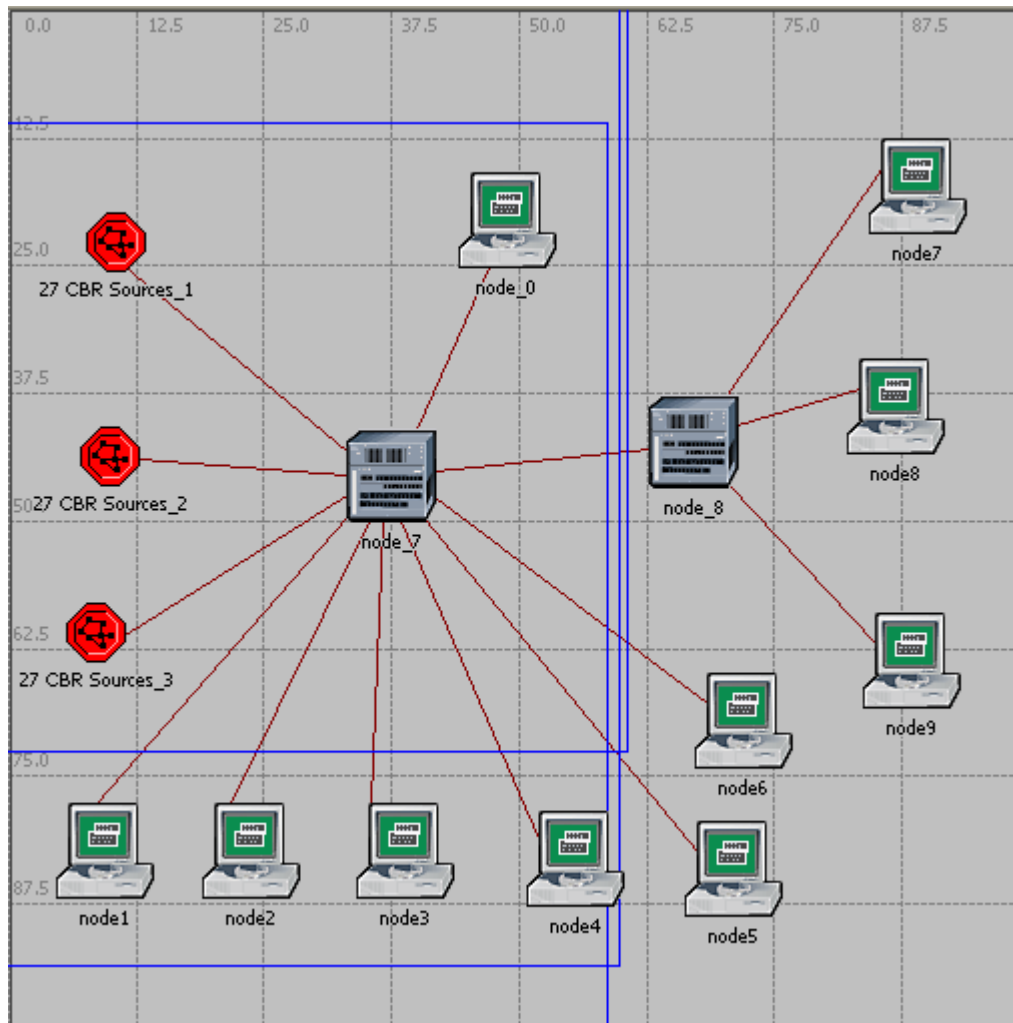 0.0 12.5 25.0 37.5 50.0 62.5 75.0 87.5
12.5
node7
25.0
27 CBR Sources_1
node_0
37.5
node8
50.0
27 CBR Sources_2
node_8
node_7
62.5
27 CBR Sources_3
node9
75.0
node6
87.5
node1
node2
node3
node4
node5